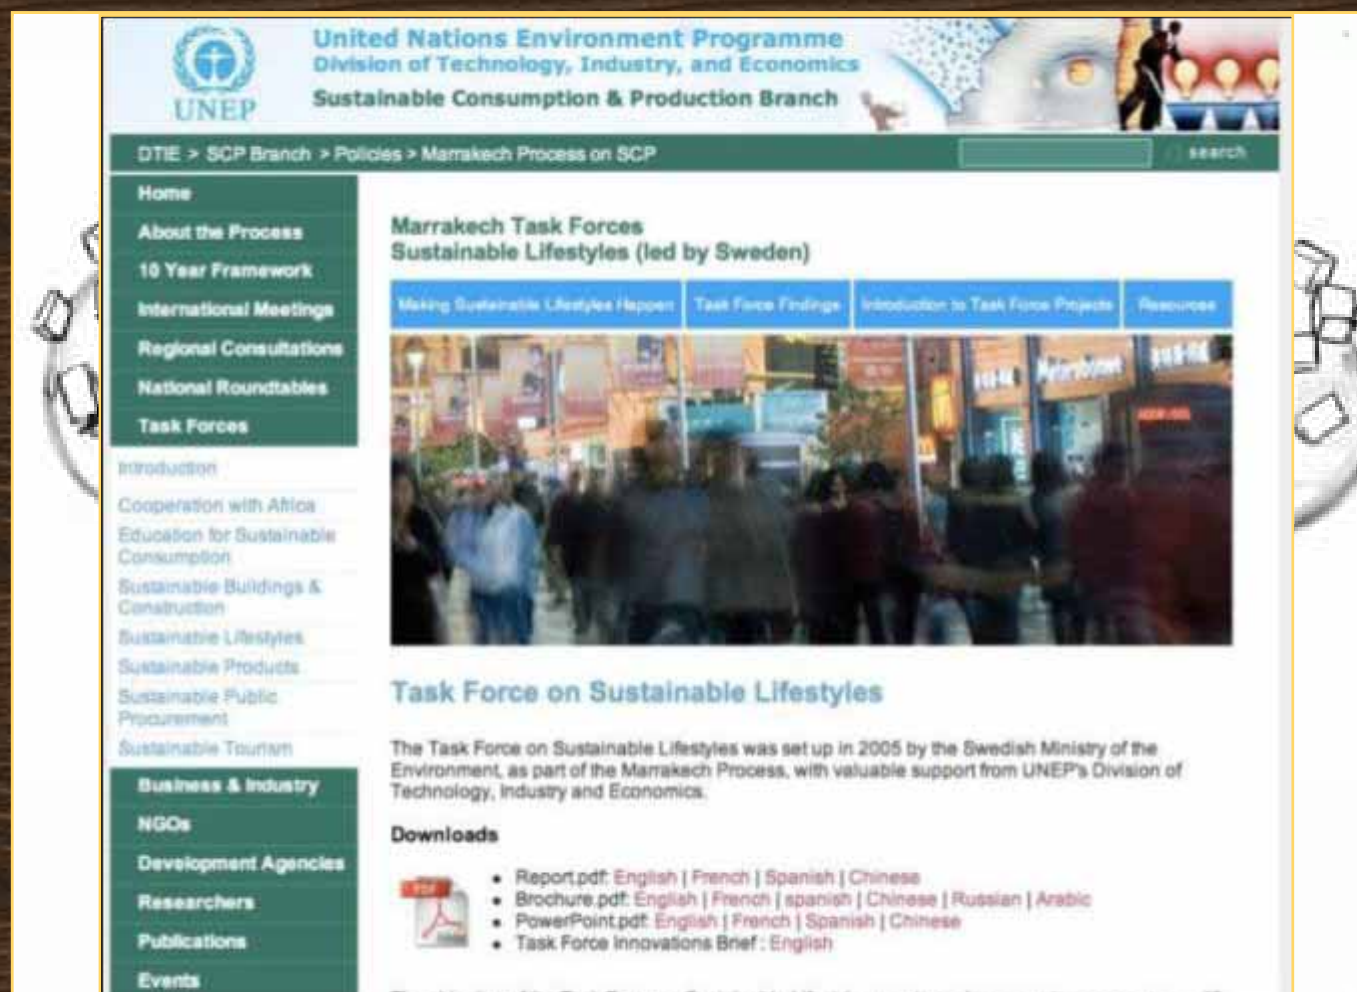 UNEP
United Nations Environment Programme
Division of Technology, Industry, and Economics
Sustainable Consumption & Production Branch
DTIE > SCP Branch > Policies > Marrakech Process on SCP
search
Home
About the Process
10 Year Framework
International Meetings
Regional Consultations
National Roundtables
Task Forces
Introduction
Cooperation with Africa
Education for Sustainable
Consumption
Sustainable Buildings &
Construction
Sustainable Lifestyles
Sustainable Products
Sustainable Public
Procurement
Sustainable Tourism
Business & Industry
NGOs
Development Agencies
Researchers
Publications
Events
Marrakech Task Forces
Sustainable Lifestyles (led by Sweden)
Making Sustainable Lifestyles Happen
Task Force Findings
Introduction to Task Force Projects
Resources
Task Force on Sustainable Lifestyles
The Task Force on Sustainable Lifestyles was set up in 2005 by the Swedish Ministry of the
Environment, as part of the Marrakech Process, with valuable support from UNEP's Division of
Technology, Industry and Economics.
Downloads
PDF
• Report.pdf: English | French | Spanish | Chinese
• Brochure.pdf: English | French | spanish | Chinese | Russian | Arabic
• PowerPoint.pdf: English | French | Spanish | Chinese
• Task Force Innovations Brief : English